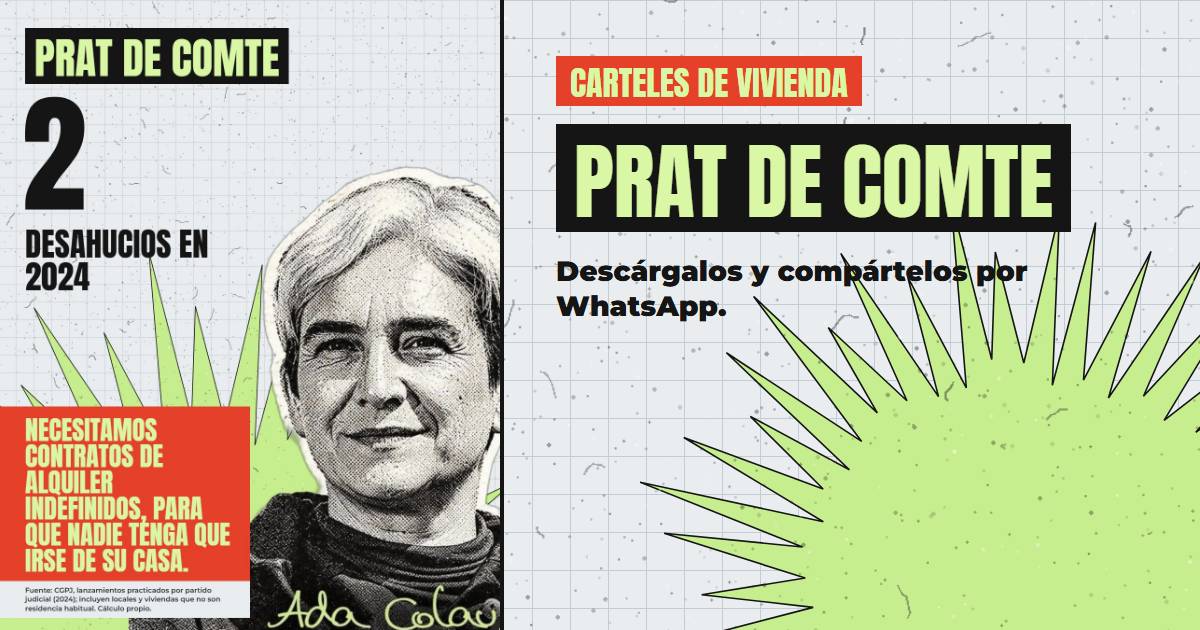 PRAT DE COMTE
2
DESAHUCIOS EN
2024
NECESITAMOS
CONTRATOS DE
ALQUILER
INDEFINIDOS, PARA
QUE NADIE TENGA QUE
IRSE DE SU CASA.
Fuente: CGPJ, lanzamientos practicados por partido
judicial (2024); incluyen locales y viviendas que no son
residencia habitual. Cálculo propio.
Ada Colau
CARTELES DE VIVIENDA
PRAT DE COMTE
Descárgalos y compártelos por
WhatsApp.